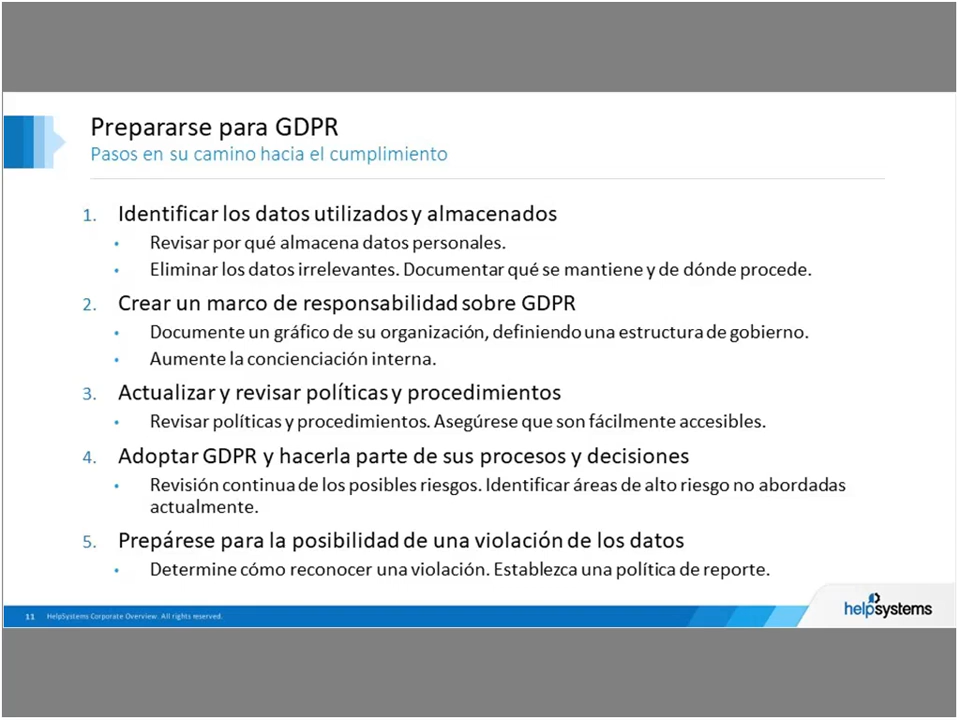 Prepararse para GDPR
Pasos en su camino hacia el cumplimiento
1. Identificar los datos utilizados y almacenados
• Revisar por qué almacena datos personales.
• Eliminar los datos irrelevantes. Documentar qué se mantiene y de dónde procede.
2. Crear un marco de responsabilidad sobre GDPR
• Documente un gráfico de su organización, definiendo una estructura de gobierno.
• Aumente la concienciación interna.
3. Actualizar y revisar políticas y procedimientos
• Revisar políticas y procedimientos. Asegúrese que son fácilmente accesibles.
4. Adoptar GDPR y hacerla parte de sus procesos y decisiones
• Revisión continua de los posibles riesgos. Identificar áreas de alto riesgo no abordadas
actualmente.
5. Prepárese para la posibilidad de una violación de los datos
• Determine cómo reconocer una violación. Establezca una política de reporte.
11 HelpSystems Corporate Overview. All rights reserved.
helpsystems